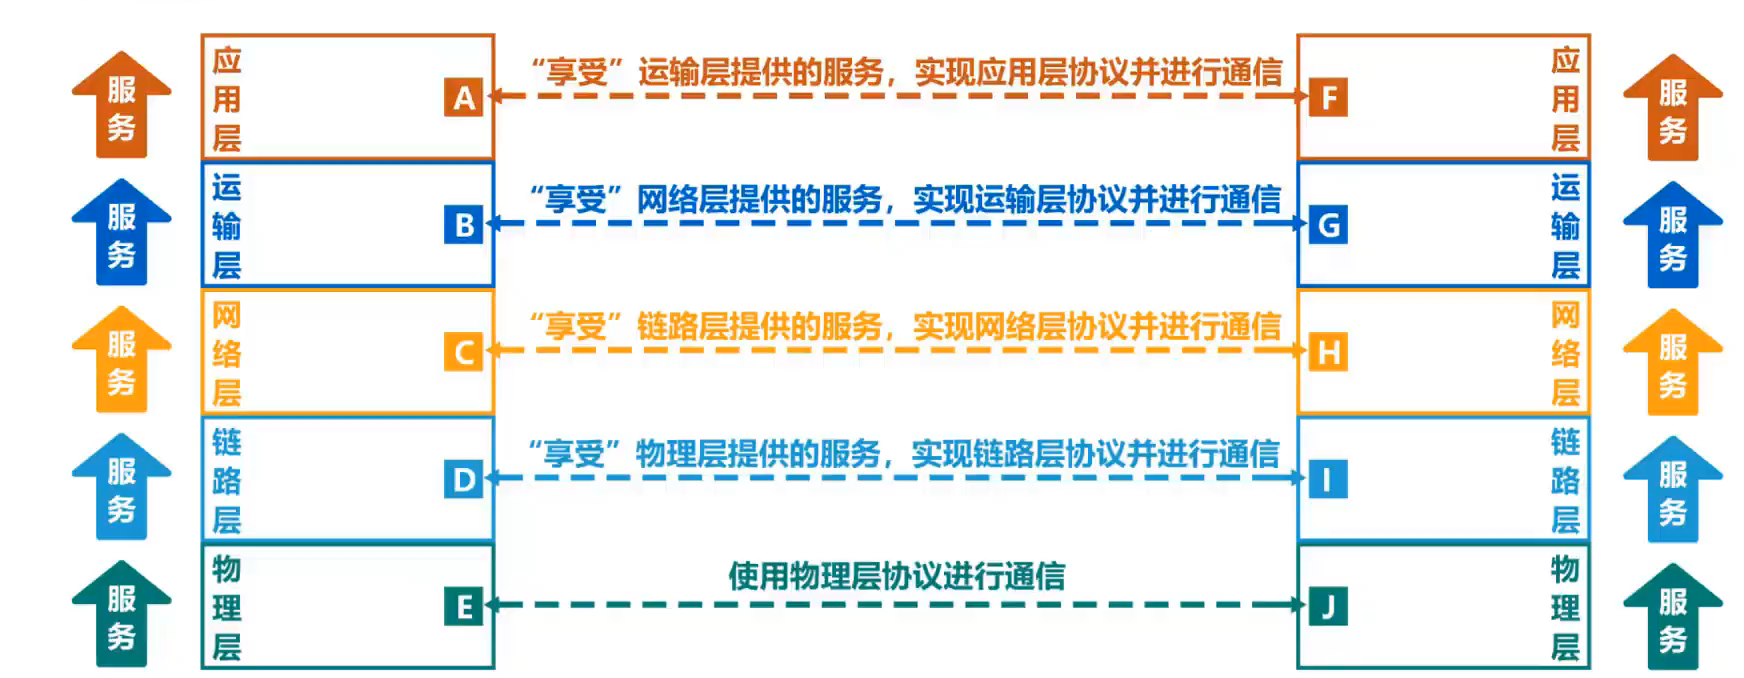 服务
应用层
A
“享受”运输层提供的服务，实现应用层协议并进行通信
F
应用层
服务
服务
运输层
B
“享受”网络层提供的服务，实现运输层协议并进行通信
G
运输层
服务
服务
网络层
C
“享受”链路层提供的服务，实现网络层协议并进行通信
H
网络层
服务
服务
链路层
D
“享受”物理层提供的服务，实现链路层协议并进行通信
I
链路层
服务
服务
物理层
E
使用物理层协议进行通信
J
物理层
服务